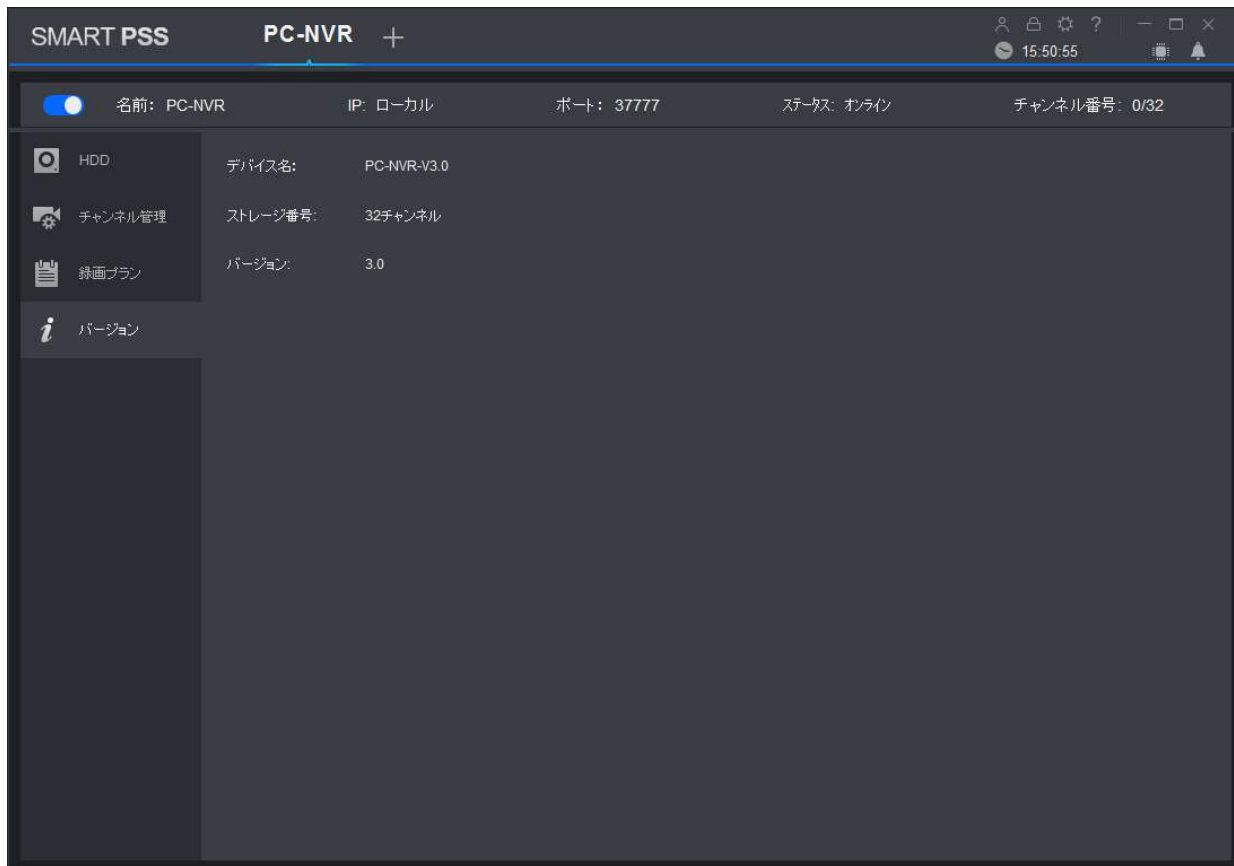 SMART PSS PC-NVR
15:50:55
名前: PC-NVR IP: ローカル ポート: 37777 ステータス: オンライン チャンネル番号: 0/32
HDD
チャンネル管理
録画プラン
バージョン
デバイス名: PC-NVR-V3.0
ストレージ番号: 32チャンネル
バージョン: 3.0